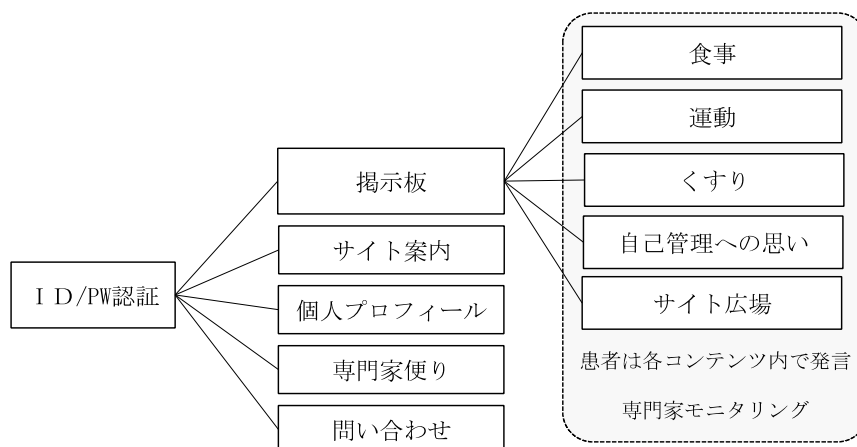 ＩＤ/PW認証
掲示板
サイト案内
個人プロフィール
専門家便り
問い合わせ
食事
運動
くすり
自己管理への思い
サイト広場
患者は各コンテンツ内で発言
専門家モニタリング